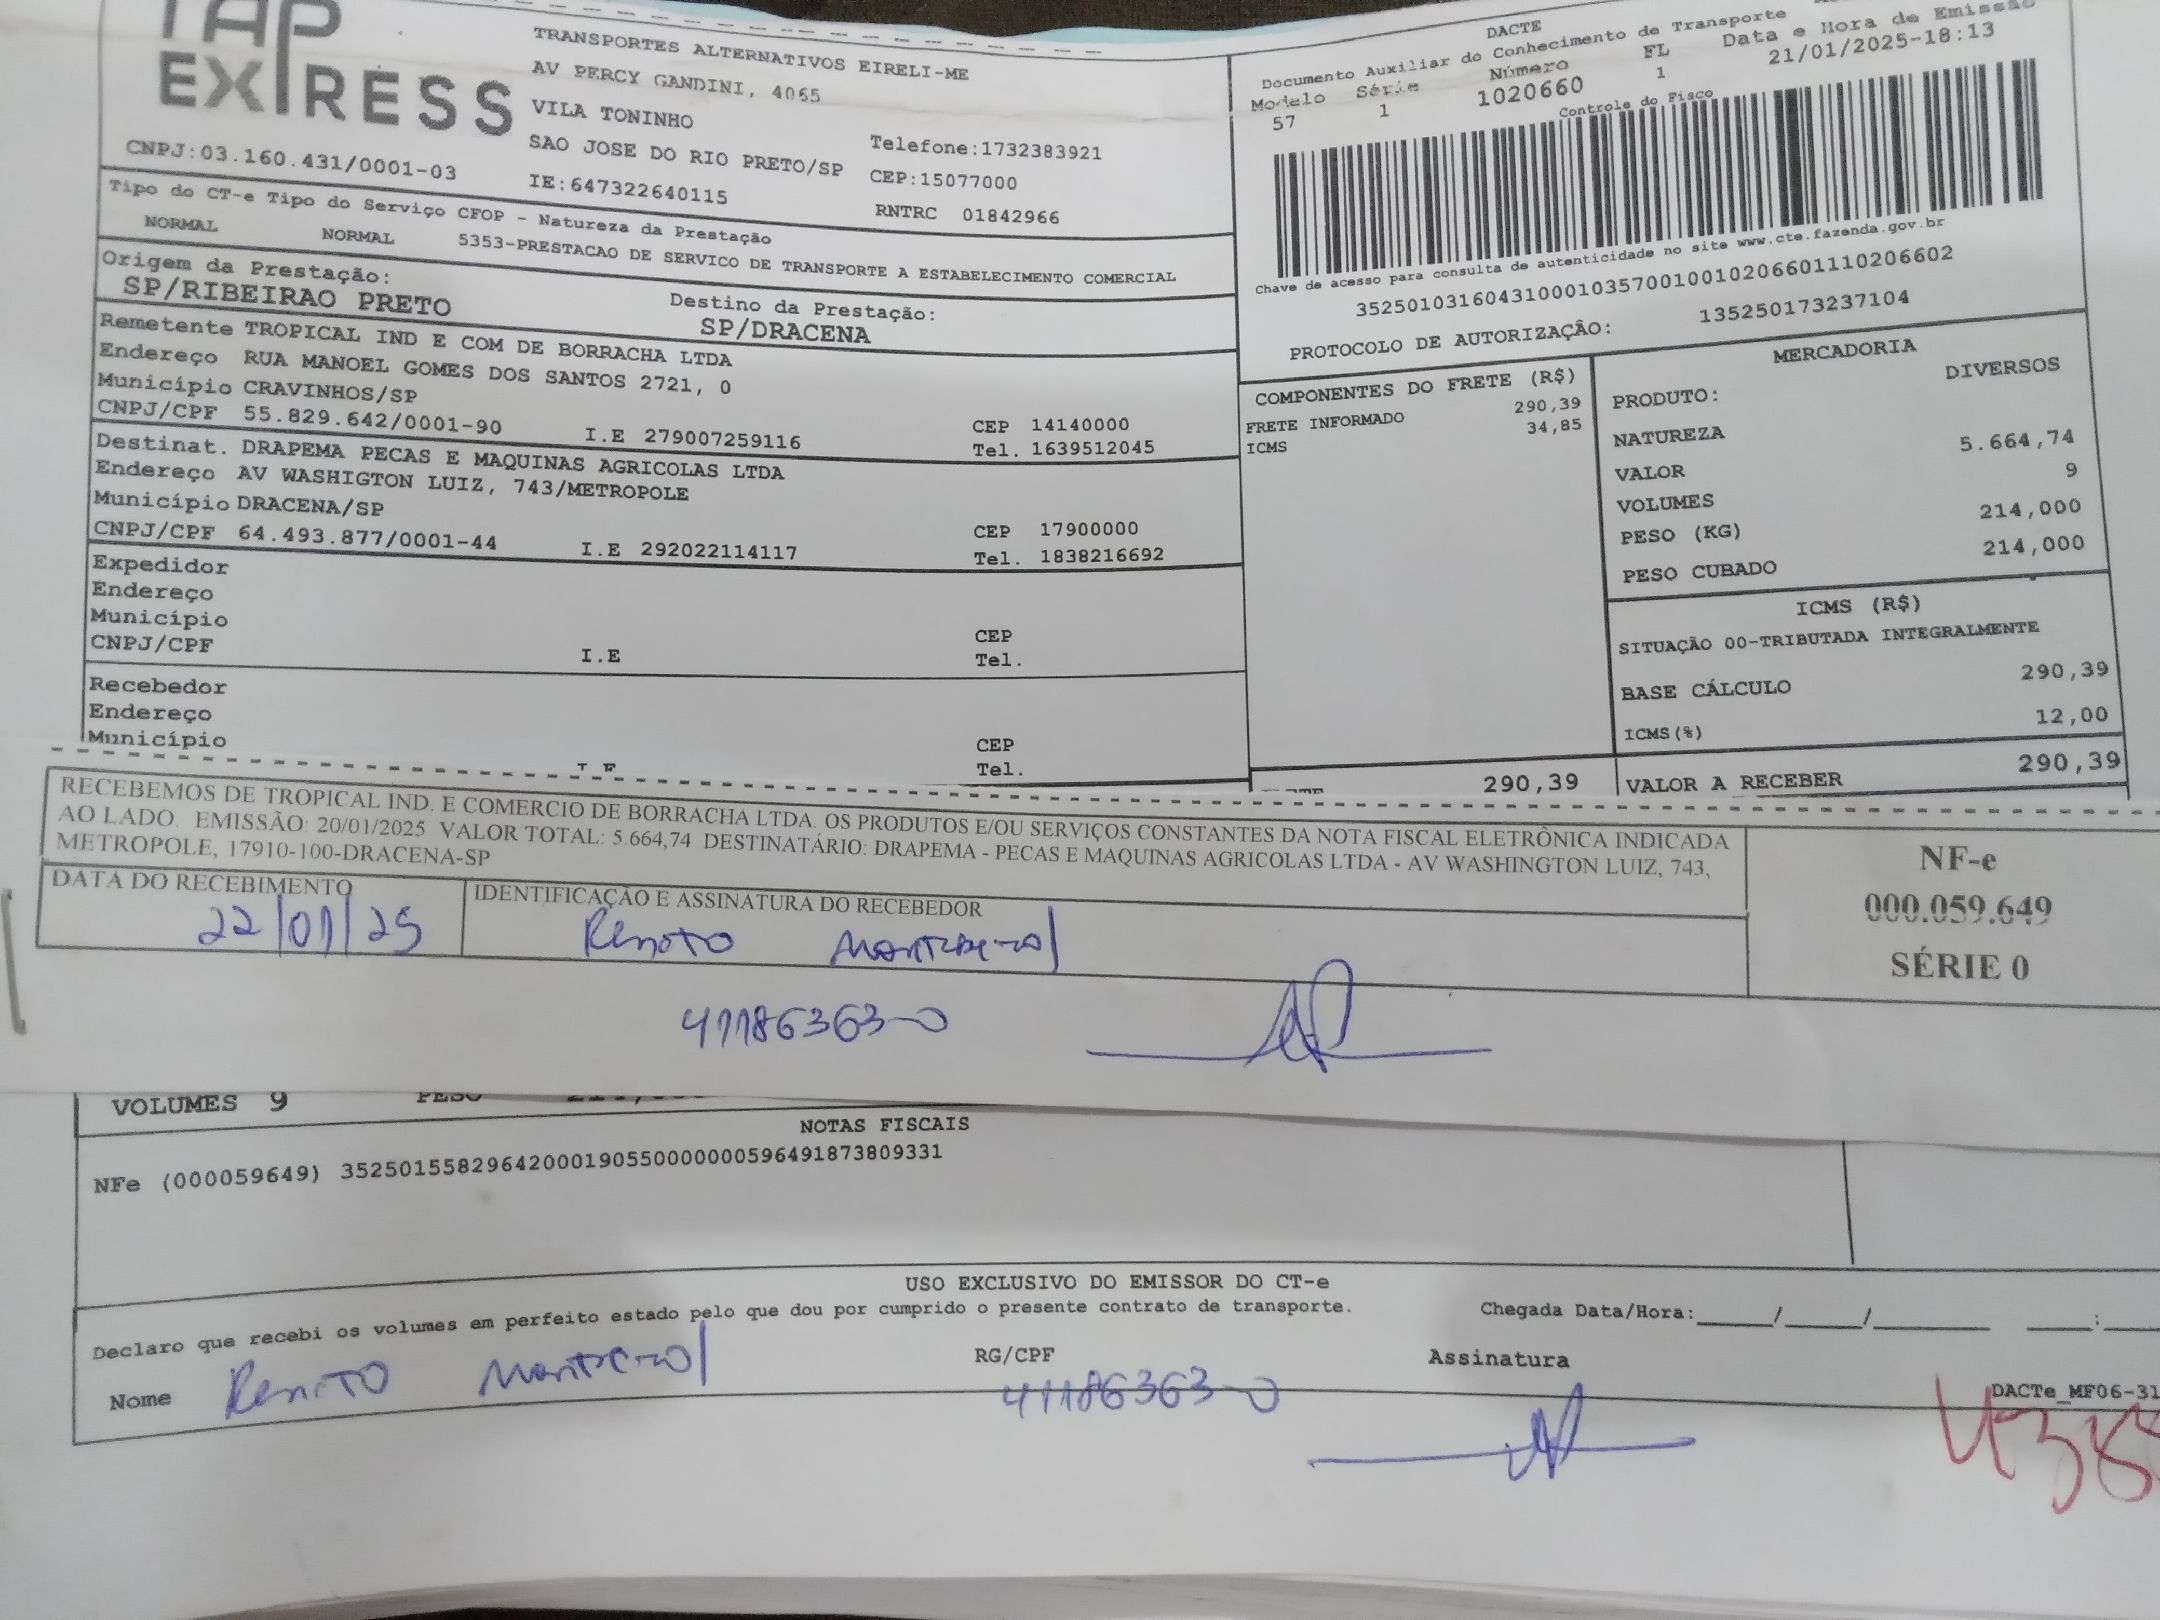 TAP
EXPRESS
CNPJ:03.160.431/0001-03
TRANSPORTES ALTERNATIVOS EIRELI-ME
AV PERCY GANDINI, 4065
VILA TONINHO
SAO JOSE DO RIO PRETO/SP
IE:647322640115
Telefone:1732383921
CEP:15077000
RNTRC 01842966
DACTE
Documento Auxiliar do Conhecimento de Transporte
Modelo Série Número FL Data e Hora de Emissão
57 1 1020660 1 21/01/2025-18:13
Controle do Fisco
Chave de acesso para consulta de autenticidade no site www.cte.fazenda.gov.br
35250103160431000103570010010206601110206602
PROTOCOLO DE AUTORIZAÇÃO: 135250173237104
Tipo do CT-e Tipo do Serviço CFOP - Natureza da Prestação
NORMAL NORMAL 5353-PRESTACAO DE SERVICO DE TRANSPORTE A ESTABELECIMENTO COMERCIAL
Origem da Prestação: Destino da Prestação:
SP/RIBEIRAO PRETO SP/DRACENA
Remetente TROPICAL IND E COM DE BORRACHA LTDA
Endereço RUA MANOEL GOMES DOS SANTOS 2721, 0
Município CRAVINHOS/SP CEP 14140000
CNPJ/CPF 55.829.642/0001-90 I.E 279007259116 Tel. 1639512045
Destinat. DRAPEMA PECAS E MAQUINAS AGRICOLAS LTDA
Endereço AV WASHIGTON LUIZ, 743/METROPOLE
Município DRACENA/SP CEP 17900000
CNPJ/CPF 64.493.877/0001-44 I.E 292022114117 Tel. 1838216692
Expedidor
Endereço
Município CEP
CNPJ/CPF I.E Tel.
Recebedor
Endereço
Município CEP
Tel.
COMPONENTES DO FRETE (R$)
FRETE INFORMADO 290,39
ICMS 34,85
290,39
MERCADORIA
PRODUTO: DIVERSOS
NATUREZA
VALOR 5.664,74
VOLUMES 9
PESO (KG) 214,000
PESO CUBADO 214,000
ICMS (R$)
SITUAÇÃO 00-TRIBUTADA INTEGRALMENTE
BASE CÁLCULO 290,39
ICMS(%) 12,00
VALOR A RECEBER 290,39
RECEBEMOS DE TROPICAL IND. E COMERCIO DE BORRACHA LTDA. OS PRODUTOS E/OU SERVIÇOS CONSTANTES DA NOTA FISCAL ELETRÔNICA INDICADA
AO LADO. EMISSÃO: 20/01/2025 VALOR TOTAL: 5.664,74 DESTINATÁRIO: DRAPEMA - PECAS E MAQUINAS AGRICOLAS LTDA - AV WASHINGTON LUIZ, 743,
METROPOLE, 17910-100-DRACENA-SP
DATA DO RECEBIMENTO IDENTIFICAÇÃO E ASSINATURA DO RECEBEDOR
22/01/25 Renato
41186363-0
NF-e
000.059.649
SÉRIE 0
VOLUMES 9 PESO
NOTAS FISCAIS
NFe (000059649) 35250155829642000190550000000596491873809331
USO EXCLUSIVO DO EMISSOR DO CT-e
Declaro que recebi os volumes em perfeito estado pelo que dou por cumprido o presente contrato de transporte.
Chegada Data/Hora:_____/_____/________ ____:____
Nome Renato RG/CPF 41186363-0 Assinatura
DACTe_MF06-31